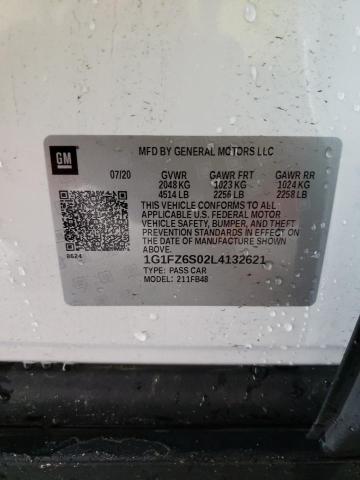 GM
MFD BY GENERAL MOTORS LLC
07/20 GVWR GAWR FRT GAWR RR
2048 KG 1023 KG 1024 KG
4514 LB 2256 LB 2258 LB
THIS VEHICLE CONFORMS TO ALL
APPLICABLE U.S. FEDERAL MOTOR
VEHICLE SAFETY, BUMPER, AND THEFT
PREVENTION STANDARDS IN EFFECT ON
THE DATE OF MANUFACTURE SHOWN
ABOVE.
8624
1G1FZ6S02L4132621
TYPE: PASS CAR
MODEL: 211FB48